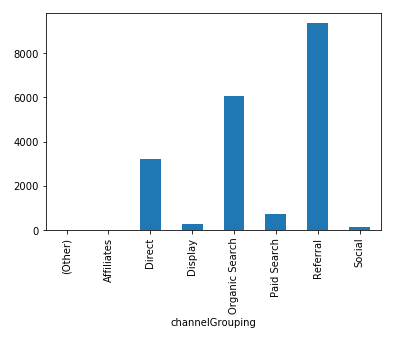 8000
6000
4000
2000
0
(Other)
Affiliates
Direct
Display
Organic Search
Paid Search
Referral
Social
channelGrouping